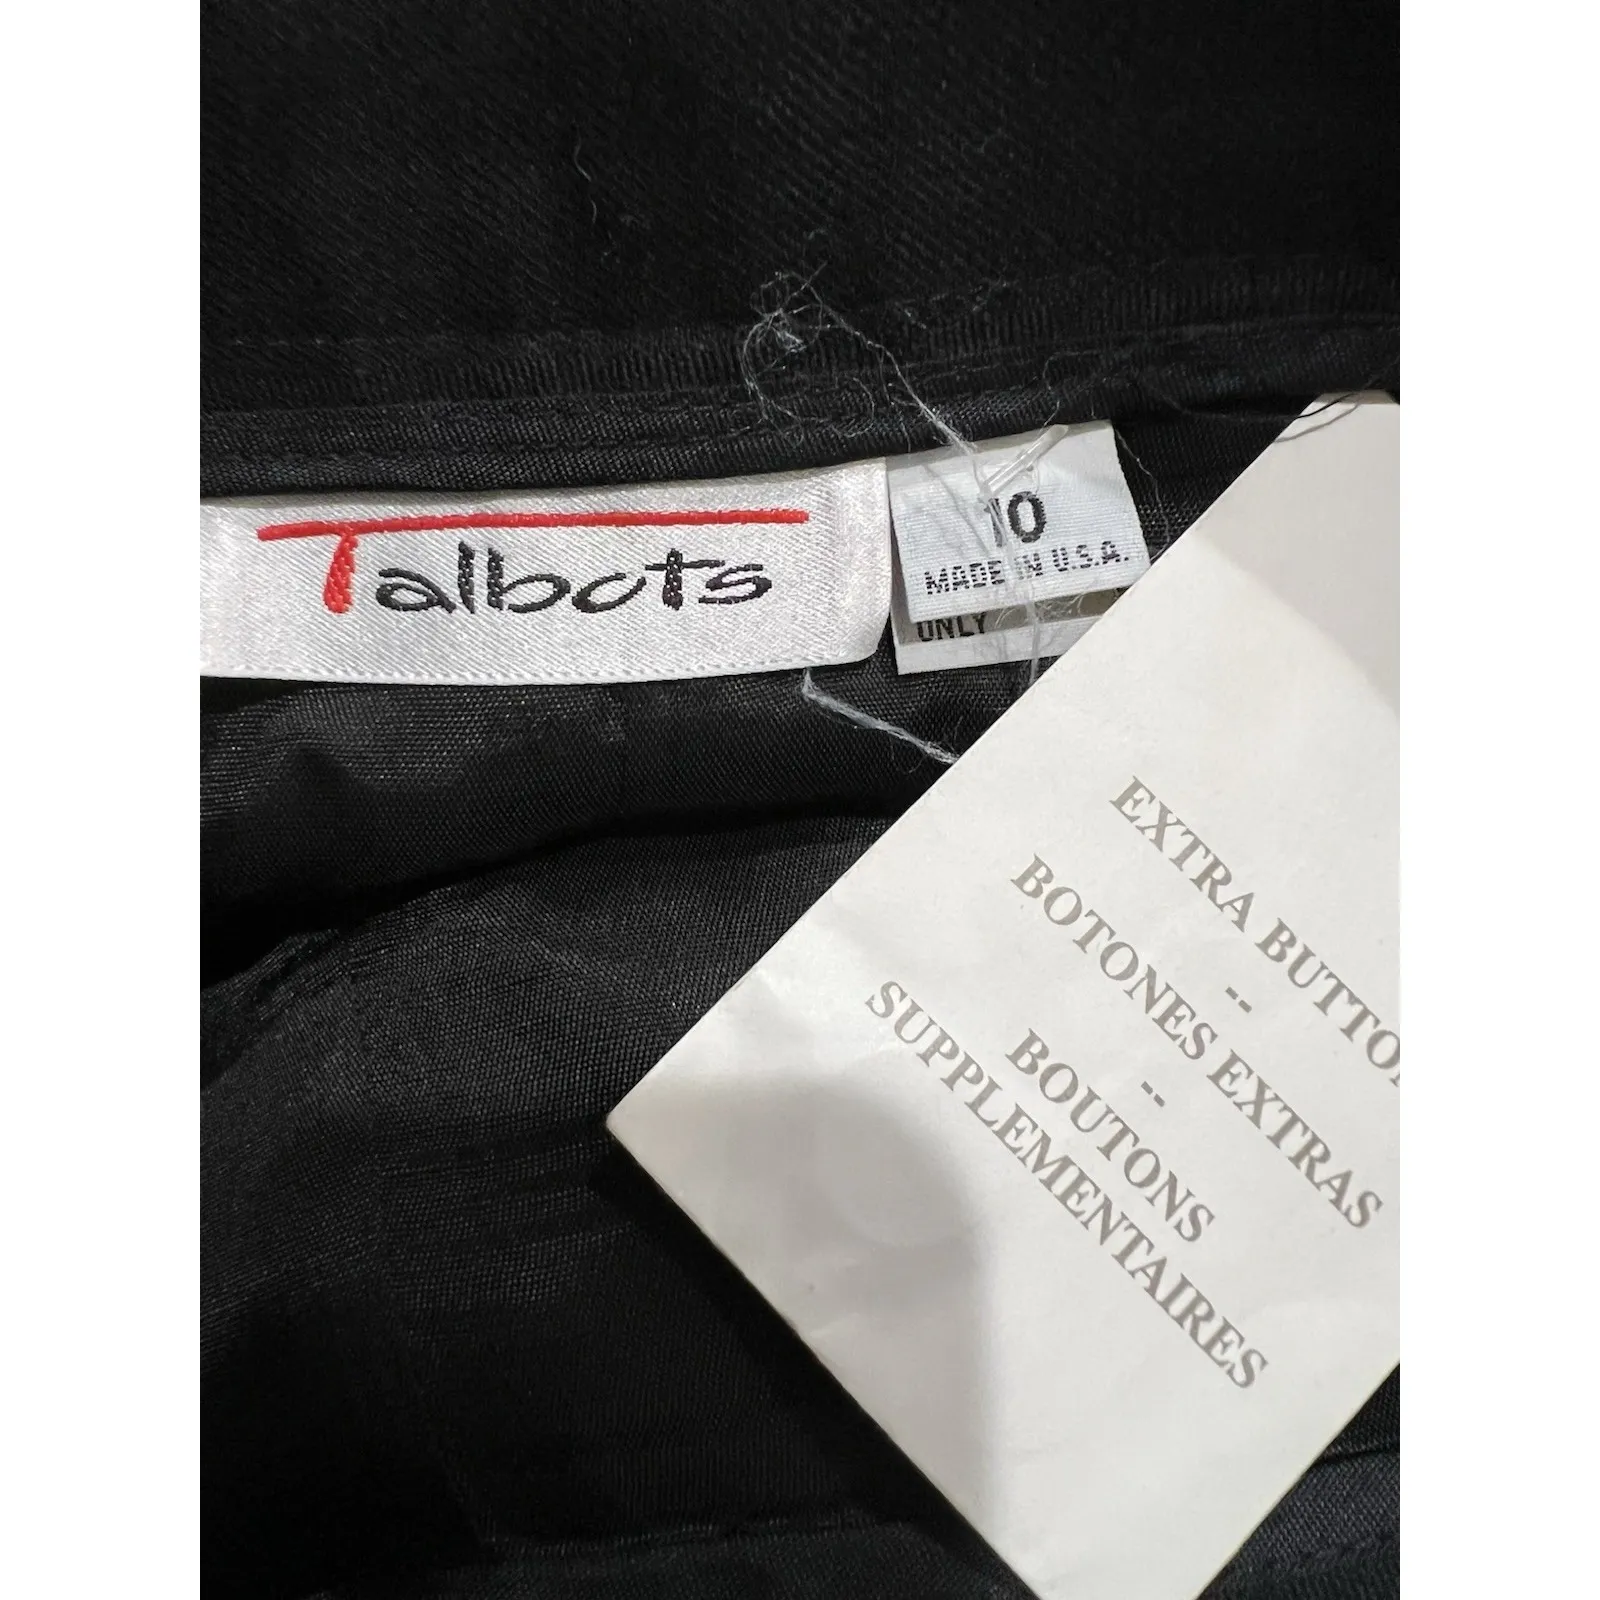 Talbots
10
MADE IN U.S.A.
ONLY
EXTRA BUTTO
--
BOTONES EXTRAS
--
BOUTONS
SUPPLEMENTAIRES